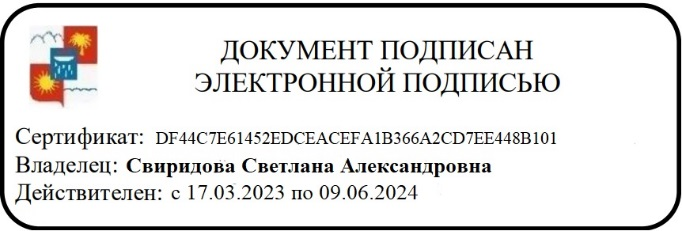 ДОКУМЕНТ ПОДПИСАН
ЭЛЕКТРОННОЙ ПОДПИСЬЮ
Сертификат: DF44C7E61452EDCEACEFA1B366A2CD7EE448B101
Владелец: Свиридова Светлана Александровна
Действителен: с 17.03.2023 по 09.06.2024